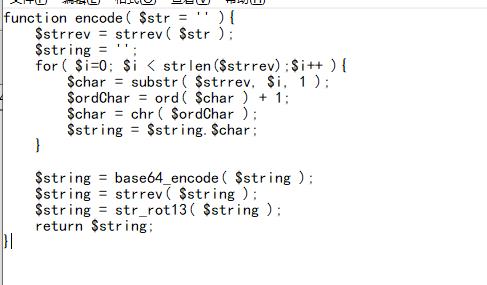 function encode( $str = '' ){
    $strrev = strrev( $str );
    $string = '';
    for( $i=0; $i < strlen($strrev);$i++ ){
        $char = substr( $strrev, $i, 1 );
        $ordChar = ord( $char ) + 1;
        $char = chr( $ordChar );
        $string = $string.$char;
    }

    $string = base64_encode( $string );
    $string = strrev( $string );
    $string = str_rot13( $string );
    return $string;
}